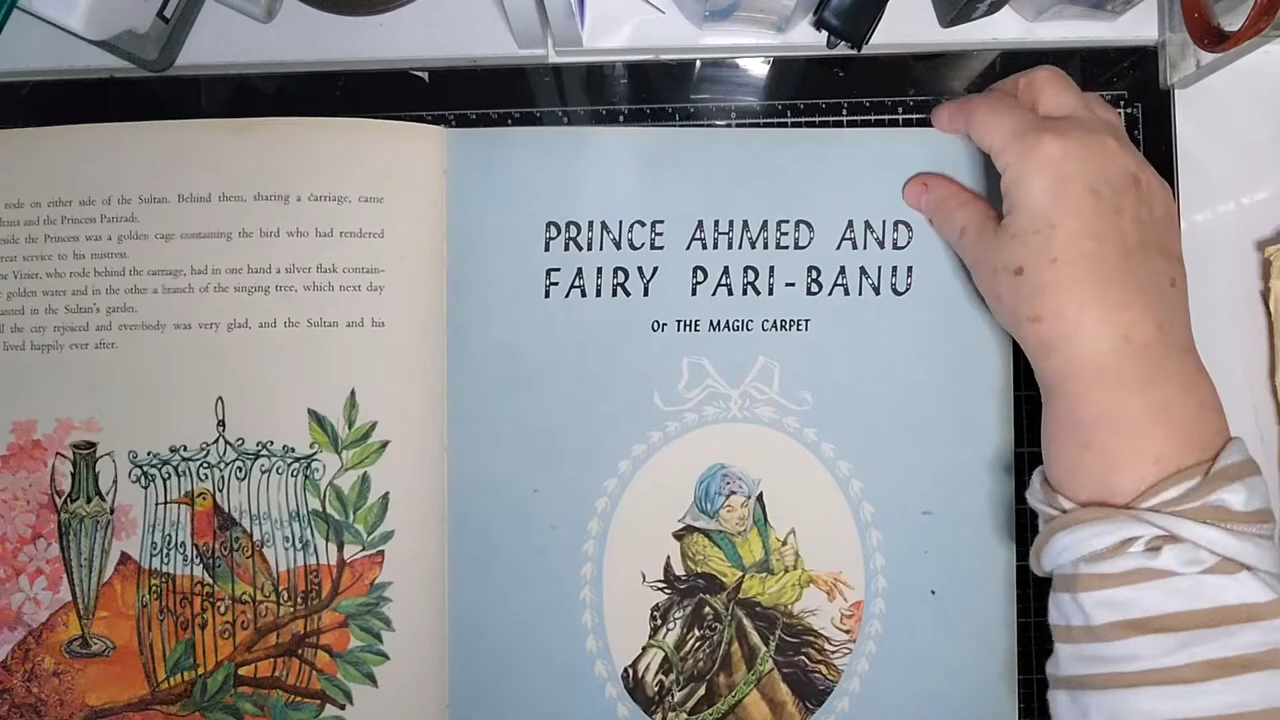 rode on either side of the Sultan. Behind them, sharing a carriage, came
tana and the Princess Parizade.
eside the Princess was a golden cage containing the bird who had rendered
reat service to his mistress.
he Vizier, who rode behind the carriage, had in one hand a silver flask contain-
golden water and in the other a branch of the singing tree, which next day
anted in the Sultan's garden.
ll the city rejoiced and everybody was very glad, and the Sultan and his
lived happily ever after.
PRINCE AHMED AND
FAIRY PARI-BANU
Or THE MAGIC CARPET